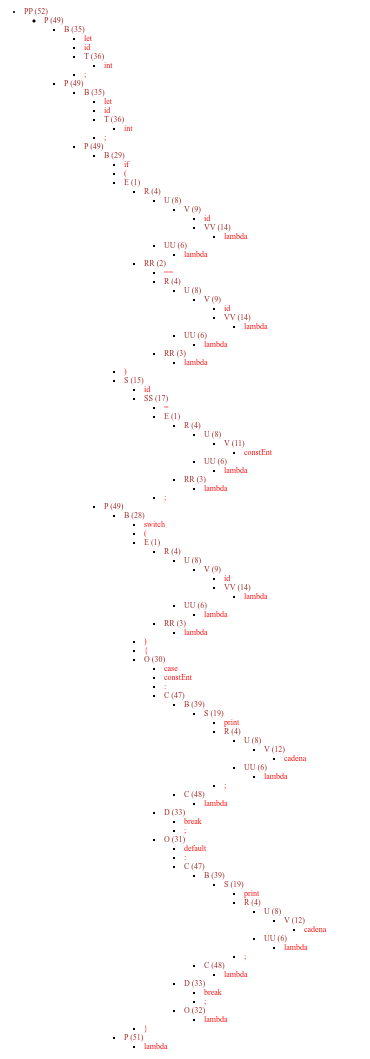 PP (52)
P (49)
B (35)
let
id
T (36)
int
;
P (49)
B (35)
let
id
T (36)
int
;
P (49)
B (29)
if
(
E (1)
R (4)
U (8)
V (9)
id
VV (14)
lambda
UU (6)
lambda
RR (2)
==
R (4)
U (8)
V (9)
id
VV (14)
lambda
UU (6)
lambda
RR (3)
lambda
)
S (15)
id
SS (17)
=
E (1)
R (4)
U (8)
V (11)
constEnt
UU (6)
lambda
RR (3)
lambda
;
P (49)
B (28)
switch
(
E (1)
R (4)
U (8)
V (9)
id
VV (14)
lambda
UU (6)
lambda
RR (3)
lambda
)
{
O (30)
case
constEnt
:
C (47)
B (39)
S (19)
print
R (4)
U (8)
V (12)
cadena
UU (6)
lambda
;
C (48)
lambda
D (33)
break
;
O (31)
default
:
C (47)
B (39)
S (19)
print
R (4)
U (8)
V (12)
cadena
UU (6)
lambda
;
C (48)
lambda
D (33)
break
;
O (32)
lambda
}
P (51)
lambda